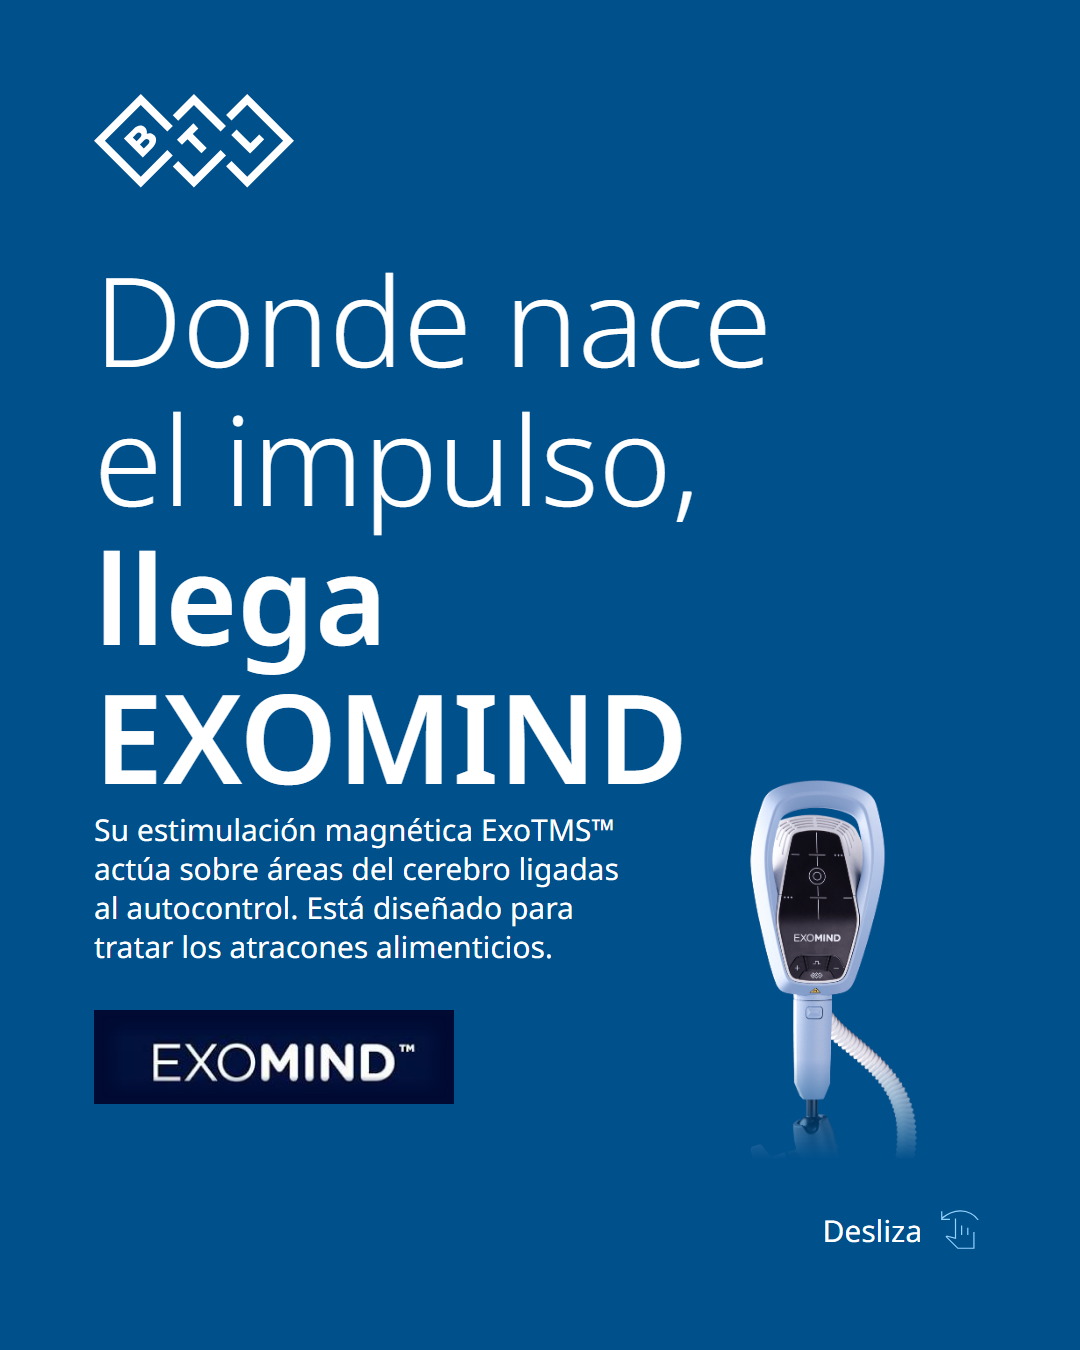 BTL
Donde nace
el impulso,
llega
EXOMIND
Su estimulación magnética ExoTMS™
actúa sobre áreas del cerebro ligadas
al autocontrol. Está diseñado para
tratar los atracones alimenticios.
EXOMIND
EXOMIND™
Desliza